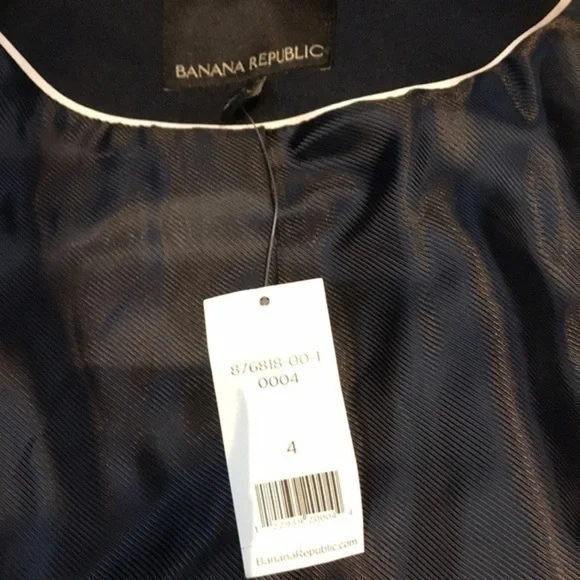 BANANA REPUBLIC
876818-00-1
0004
4
BananaRepublic.com